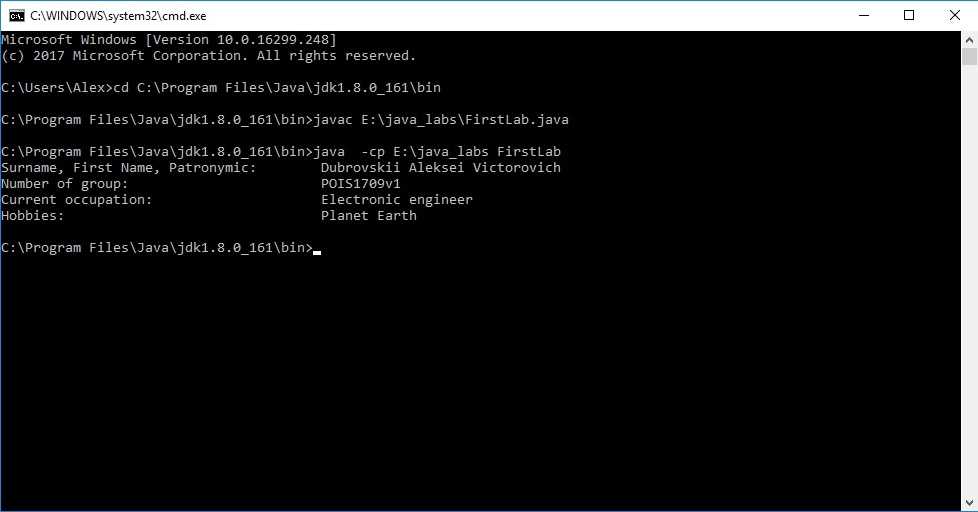 C:\WINDOWS\system32\cmd.exe
Microsoft Windows [Version 10.0.16299.248]
(c) 2017 Microsoft Corporation. All rights reserved.
C:\Users\Alex>cd C:\Program Files\Java\jdk1.8.0_161\bin
C:\Program Files\Java\jdk1.8.0_161\bin>javac E:\java_labs\FirstLab.java
C:\Program Files\Java\jdk1.8.0_161\bin>java  -cp E:\java_labs FirstLab
Surname, First Name, Patronymic:        Dubrovskii Aleksei Victorovich
Number of group:                        POIS1709v1
Current occupation:                     Electronic engineer
Hobbies:                                Planet Earth
C:\Program Files\Java\jdk1.8.0_161\bin>